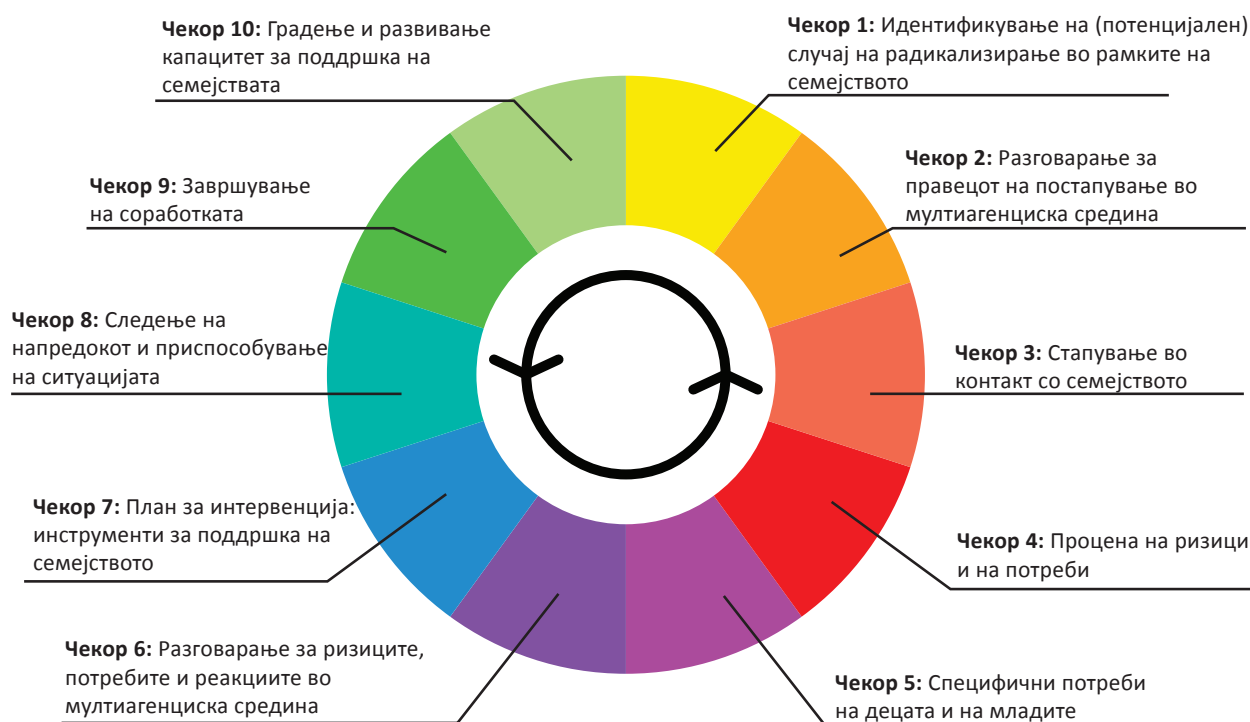 Чекор 1: Идентификување на (потенцијален)
случај на радикализирање во рамките на
семејството
Чекор 2: Разговарање за
правецот на постапување во
мултиагенциска средина
Чекор 3: Стапување во
контакт со семејството
Чекор 4: Процена на ризици
и на потреби
Чекор 5: Специфични потреби
на децата и на младите
Чекор 6: Разговарање за ризиците,
потребите и реакциите во
мултиагенциска средина
Чекор 7: План за интервенција:
инструменти за поддршка на
семејството
Чекор 8: Следење на
напредокот и приспособување
на ситуацијата
Чекор 9: Завршување
на соработката
Чекор 10: Градење и развивање
капацитет за поддршка на
семејствата